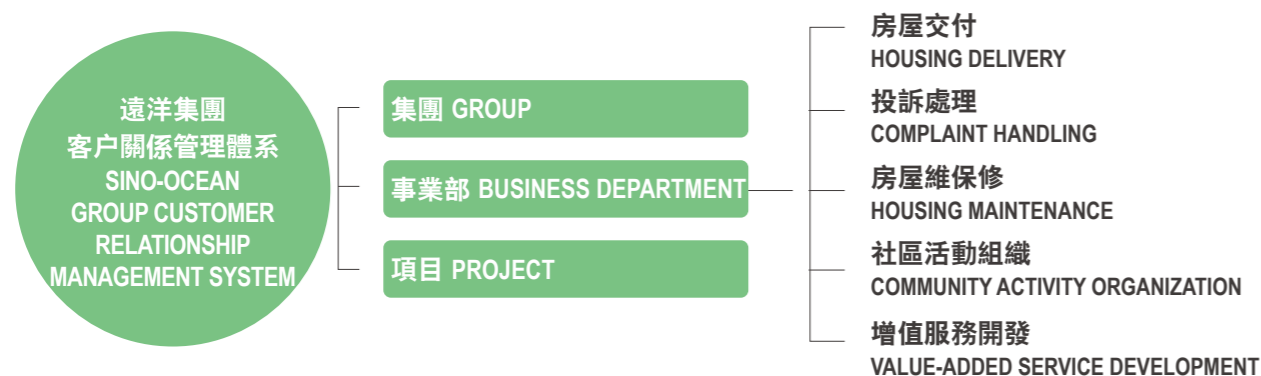 遠洋集團
客户關係管理體系
SINO-OCEAN
GROUP CUSTOMER
RELATIONSHIP
MANAGEMENT SYSTEM
集團 GROUP
事業部 BUSINESS DEPARTMENT
項目 PROJECT
房屋交付
HOUSING DELIVERY
投訴處理
COMPLAINT HANDLING
房屋維保修
HOUSING MAINTENANCE
社區活動組織
COMMUNITY ACTIVITY ORGANIZATION
增值服務開發
VALUE-ADDED SERVICE DEVELOPMENT